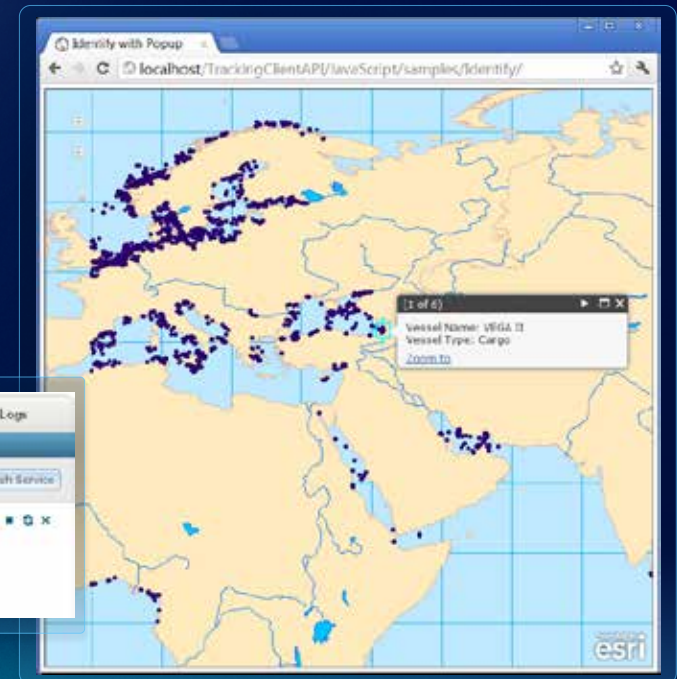 Identify with Popup
localhost/TrackingClientAPI/JavaScript/samples/Identify/
(1 of 6)
Vessel Name: VEGA II
Vessel Type: Cargo
Zoom to
Logs
Service
esri